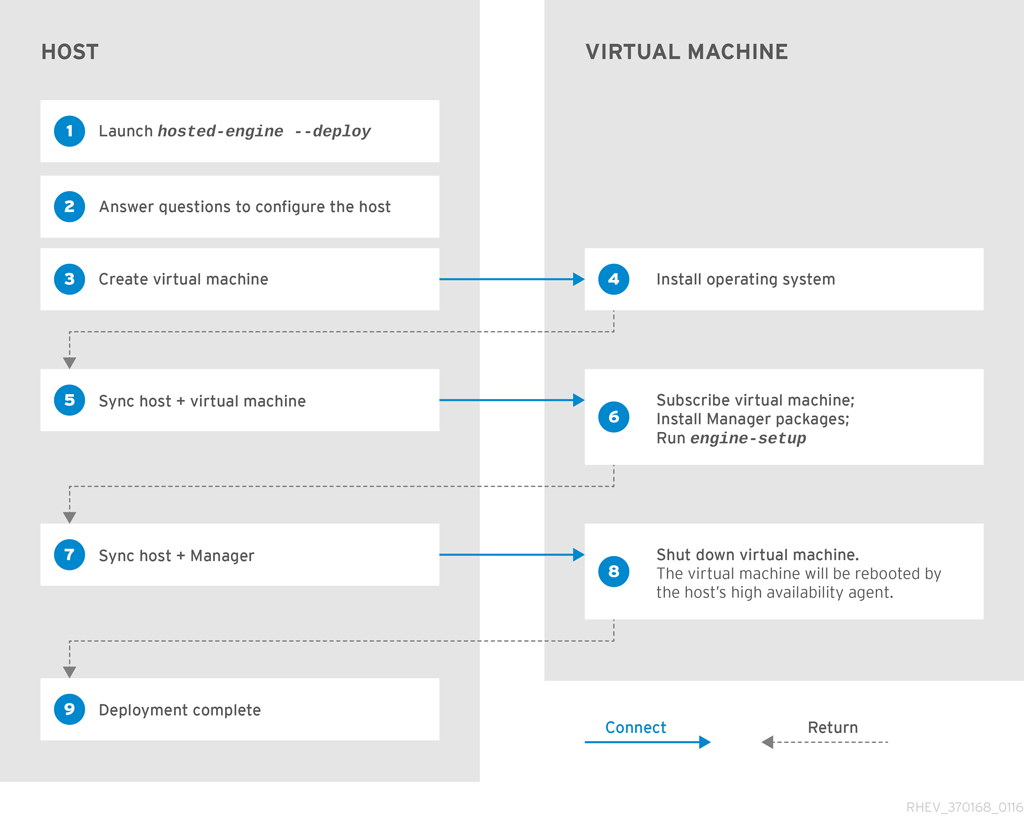 HOST
VIRTUAL MACHINE
1 Launch hosted-engine --deploy
2 Answer questions to configure the host
3 Create virtual machine
4 Install operating system
5 Sync host + virtual machine
6 Subscribe virtual machine;
Install Manager packages;
Run engine-setup
7 Sync host + Manager
8 Shut down virtual machine.
The virtual machine will be rebooted by
the host’s high availability agent.
9 Deployment complete
Connect
Return
RHEV_370168_0116